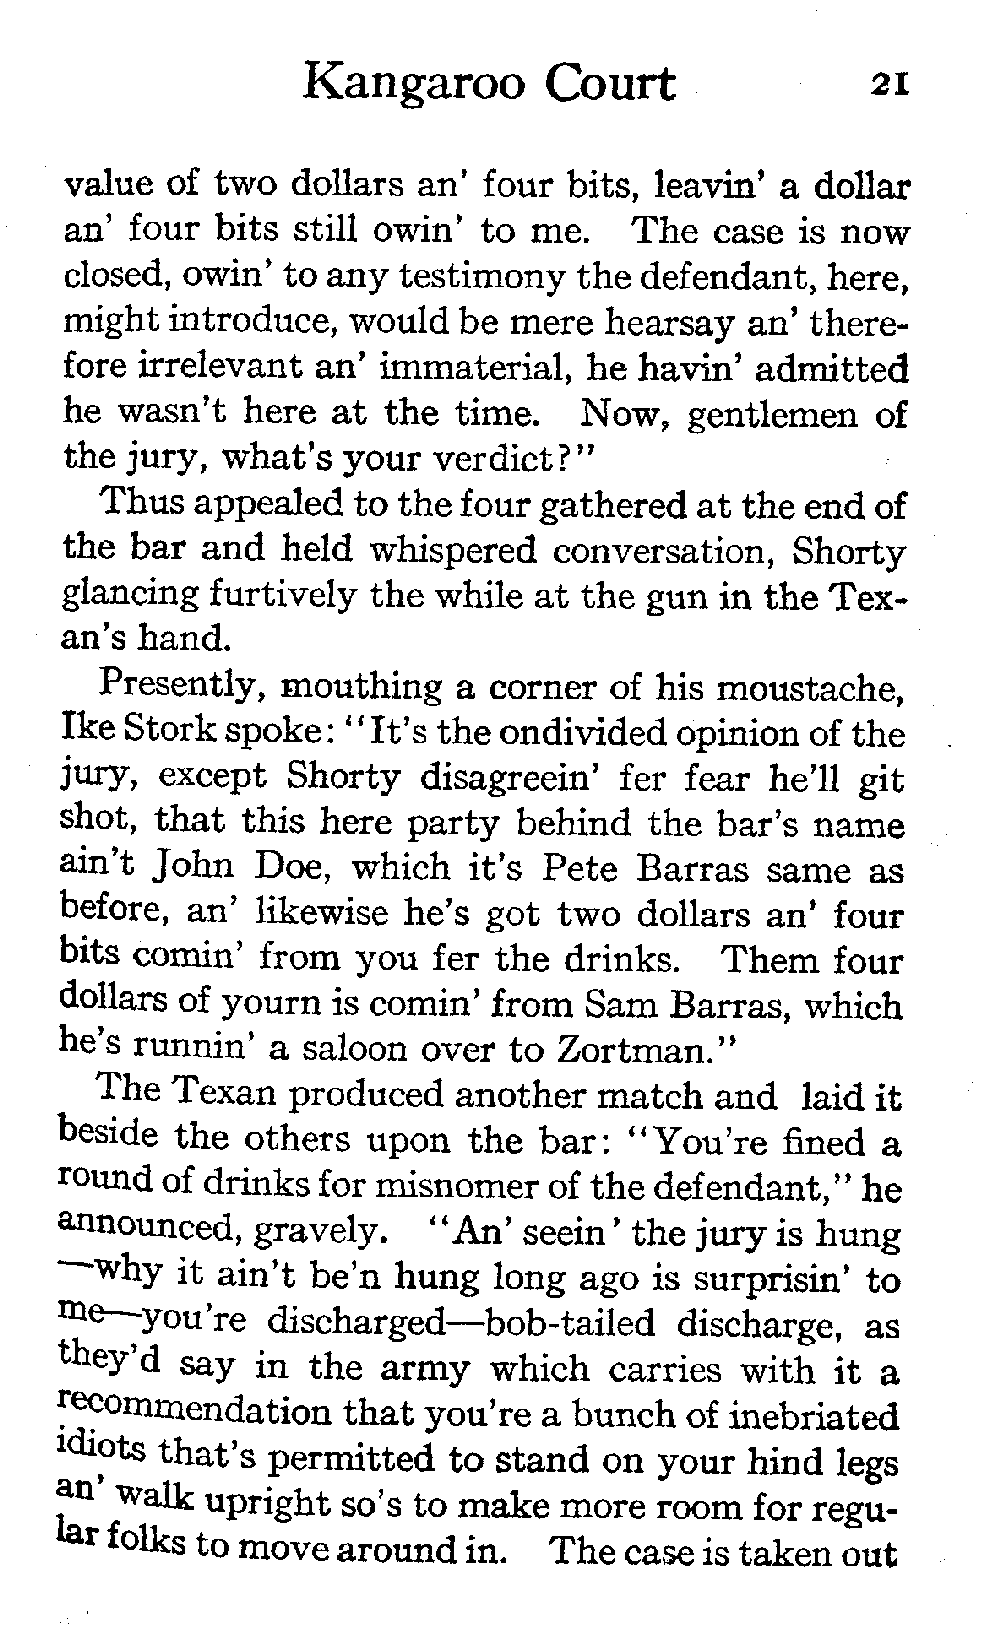 Kangaroo Court 21
value of two dollars an' four bits, leavin' a dollar
an' four bits still owin' to me. The case is now
closed, owin' to any testimony the defendant, here,
might introduce, would be mere hearsay an' there-
fore irrelevant an' immaterial, he havin' admitted
he wasn't here at the time. Now, gentlemen of
the jury, what's your verdict?"
Thus appealed to the four gathered at the end of
the bar and held whispered conversation, Shorty
glancing furtively the while at the gun in the Tex-
an's hand.
Presently, mouthing a corner of his moustache,
Ike Stork spoke: "It's the ondivided opinion of the
jury, except Shorty disagreein' fer fear he'll git
shot, that this here party behind the bar's name
ain't John Doe, which it's Pete Barras same as
before, an' likewise he's got two dollars an' four
bits comin' from you fer the drinks. Them four
dollars of yourn is comin' from Sam Barras, which
he's runnin' a saloon over to Zortman."
The Texan produced another match and laid it
beside the others upon the bar: "You're fined a
round of drinks for misnomer of the defendant," he
announced, gravely. "An' seein' the jury is hung
—why it ain't be'n hung long ago is surprisin' to
me—you're discharged—bob-tailed discharge, as
they'd say in the army which carries with it a
recommendation that you're a bunch of inebriated
idiots that's permitted to stand on your hind legs
an' walk upright so's to make more room for regu-
lar folks to move around in. The case is taken out